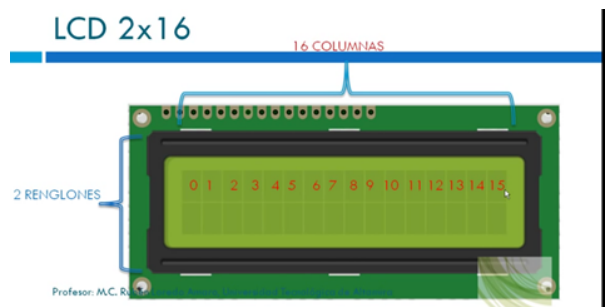 LCD 2x16
16 COLUMNAS
0 1 2 3 4 5 6 7 8 9 10 11 12 13 14 15
2 RENGLONES
Profesor: M.C.